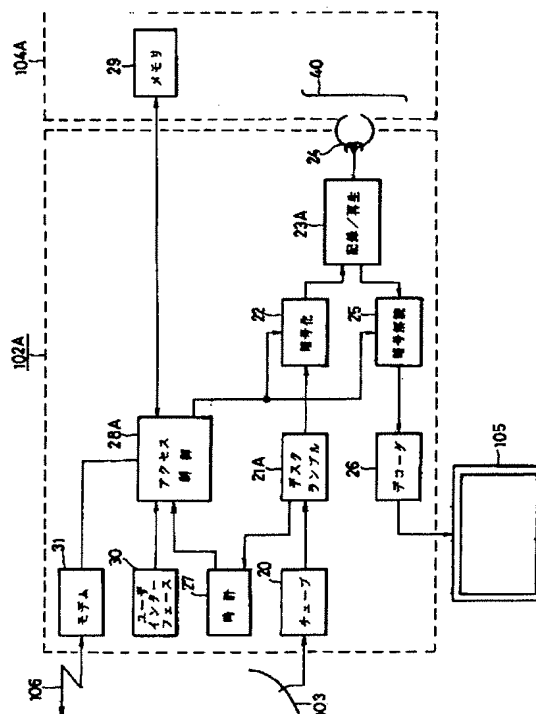 104A
29
メモリ
40
24
102A
23A
記録/再生
22
暗号化
25
暗号解読
28A
アクセス
制御
21A
デスク
ランブル
26
デコーダ
105
31
モデム
30
ユーザ
インター
フェース
27
時計
20
チューブ
106
103